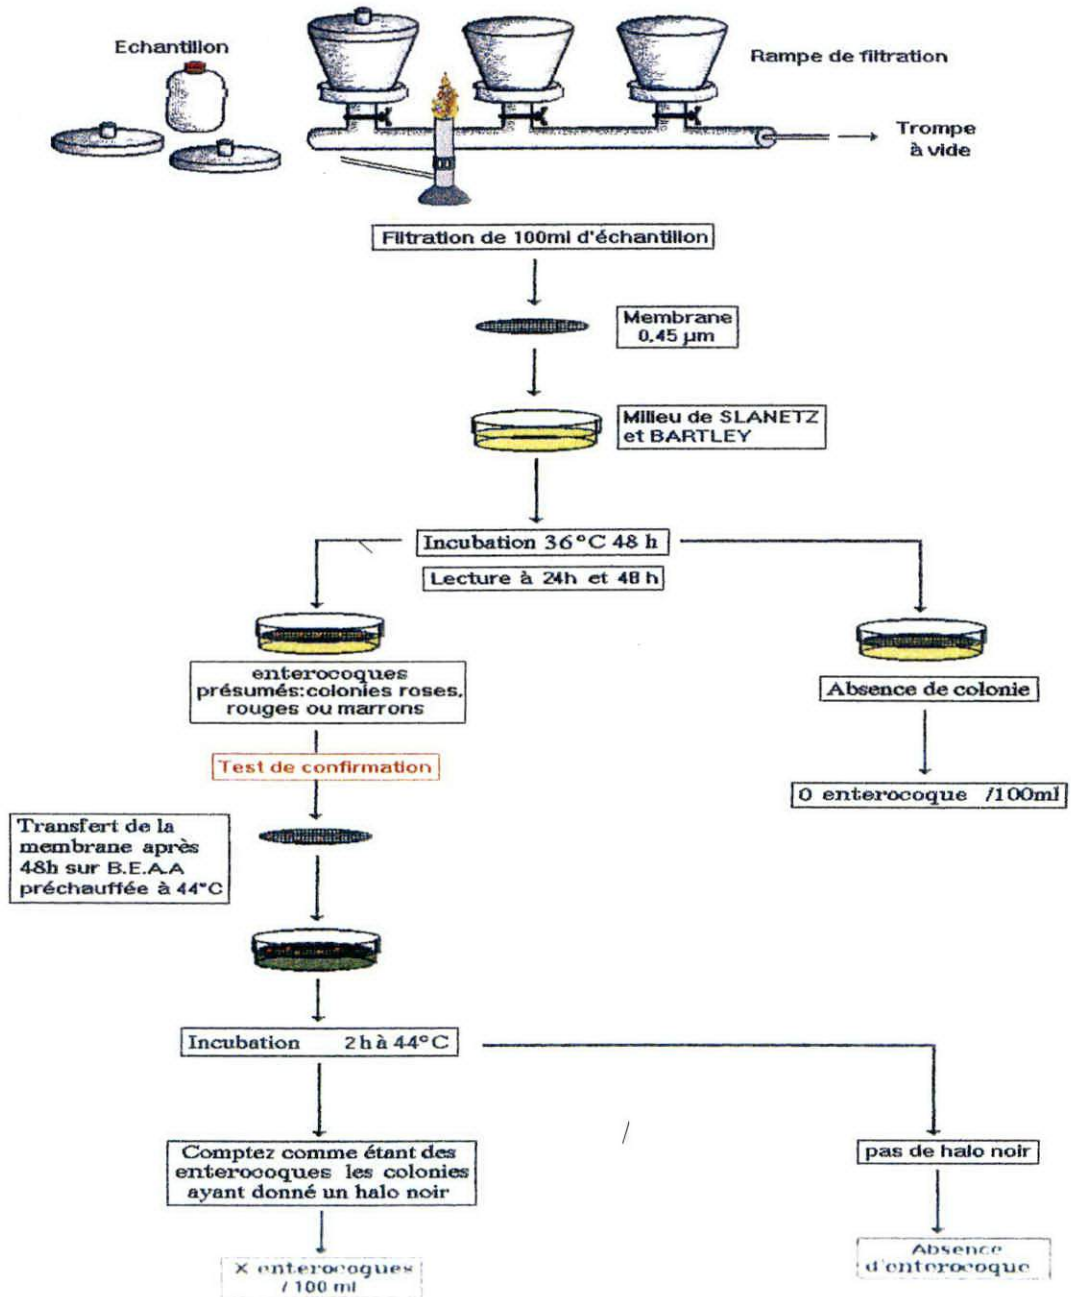 Echantillon
Rampe de filtration
Trompe
à vide
Filtration de 100ml d'échantillon
Membrane
0,45 µm
Milieu de SLANETZ
et BARTLEY
Incubation 36°C 48 h
Lecture à 24h et 48 h
enterocoques
présumés:colonies roses,
rouges ou marrons
Absence de colonie
Test de confirmation
0 enterocoque /100ml
Transfert de la
membrane après
48h sur B.E.A.A
préchauffée à 44°C
Incubation 2h à 44°C
Comptez comme étant des
enterocoques les colonies
ayant donné un halo noir
pas de halo noir
X enterocoques
/ 100 ml
Absence
d'enterocoque